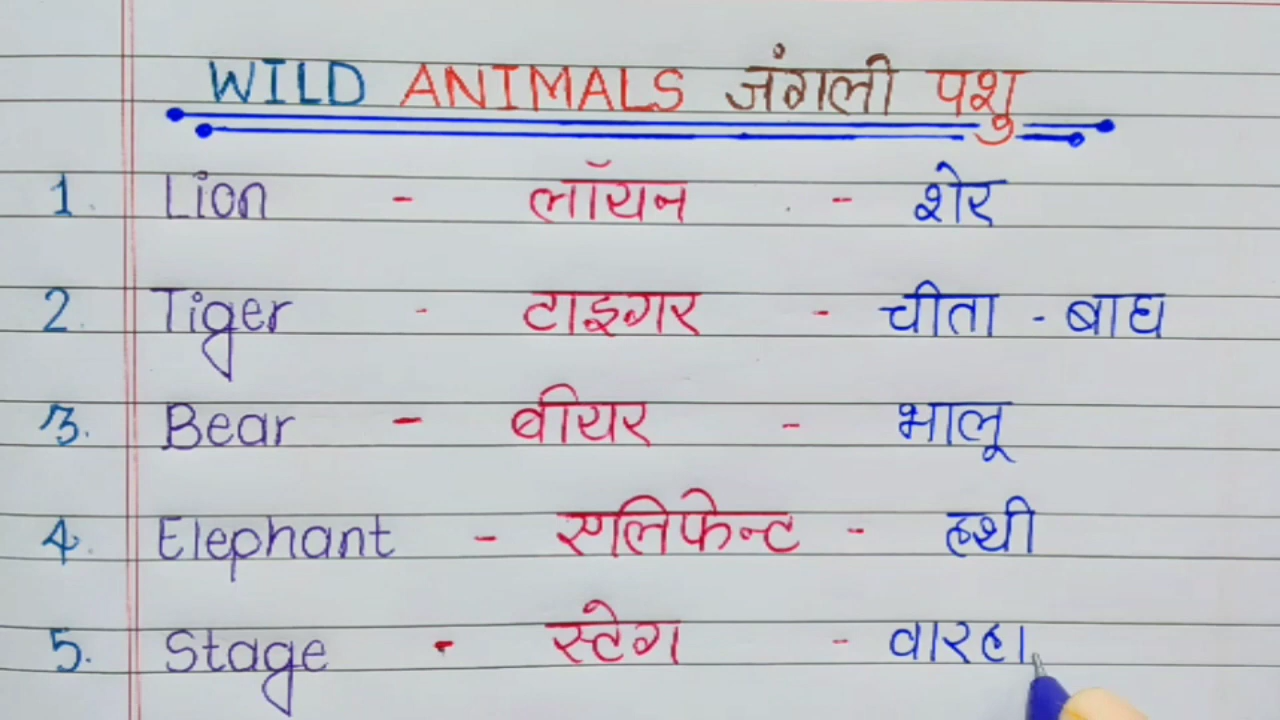 WILD ANIMALS जंगली पशु
1. Lion - लॉयन - शेर
2. Tiger - टाइगर - चीता - बाघ
3. Bear - बीयर - भालू
4. Elephant - एलिफेन्ट - हथी
5. Stage - स्टेग - वारहा